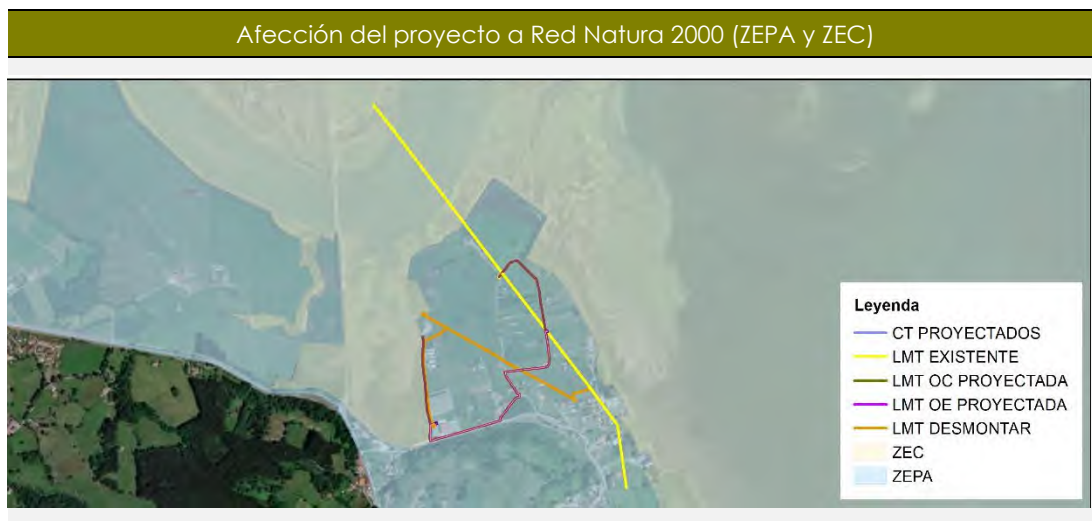 Afección del proyecto a Red Natura 2000 (ZEPA y ZEC)
Leyenda
CT PROYECTADOS
LMT EXISTENTE
LMT OC PROYECTADA
LMT OE PROYECTADA
LMT DESMONTAR
ZEC
ZEPA